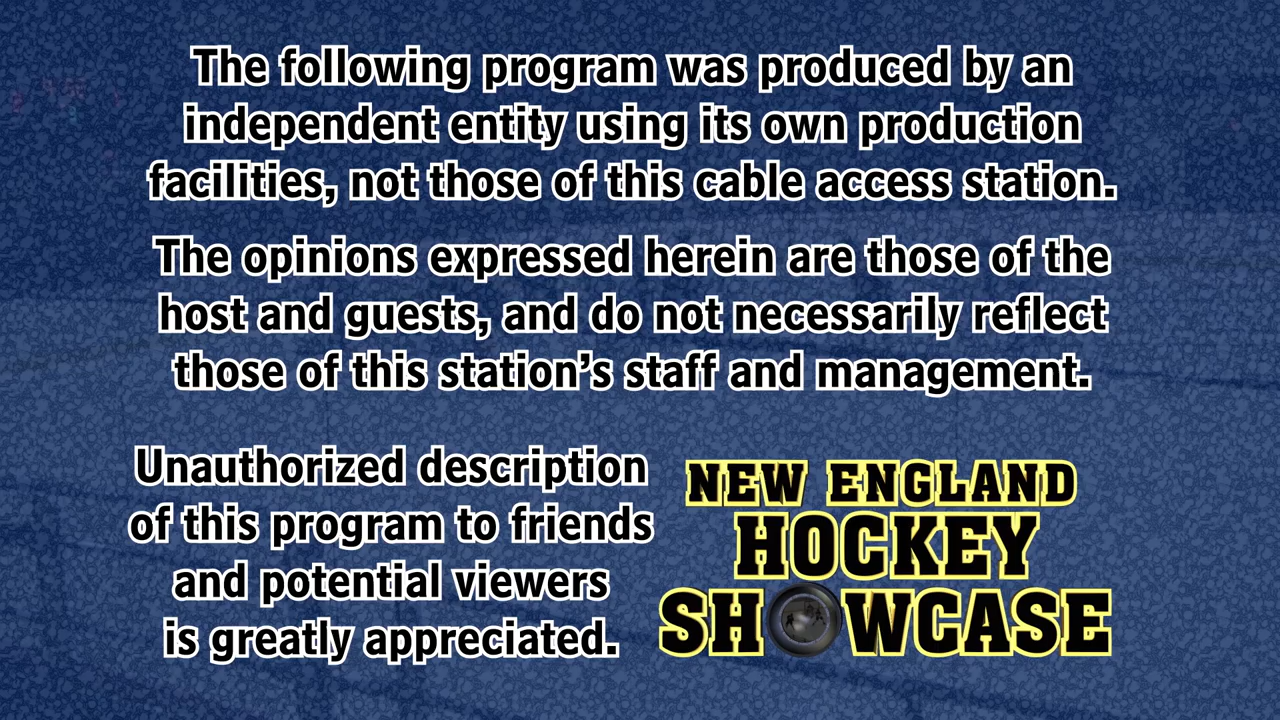 The following program was produced by an
independent entity using its own production
facilities, not those of this cable access station.
The opinions expressed herein are those of the
host and guests, and do not necessarily reflect
those of this station’s staff and management.
Unauthorized description
of this program to friends
and potential viewers
is greatly appreciated.
NEW ENGLAND
HOCKEY
SHOWCASE